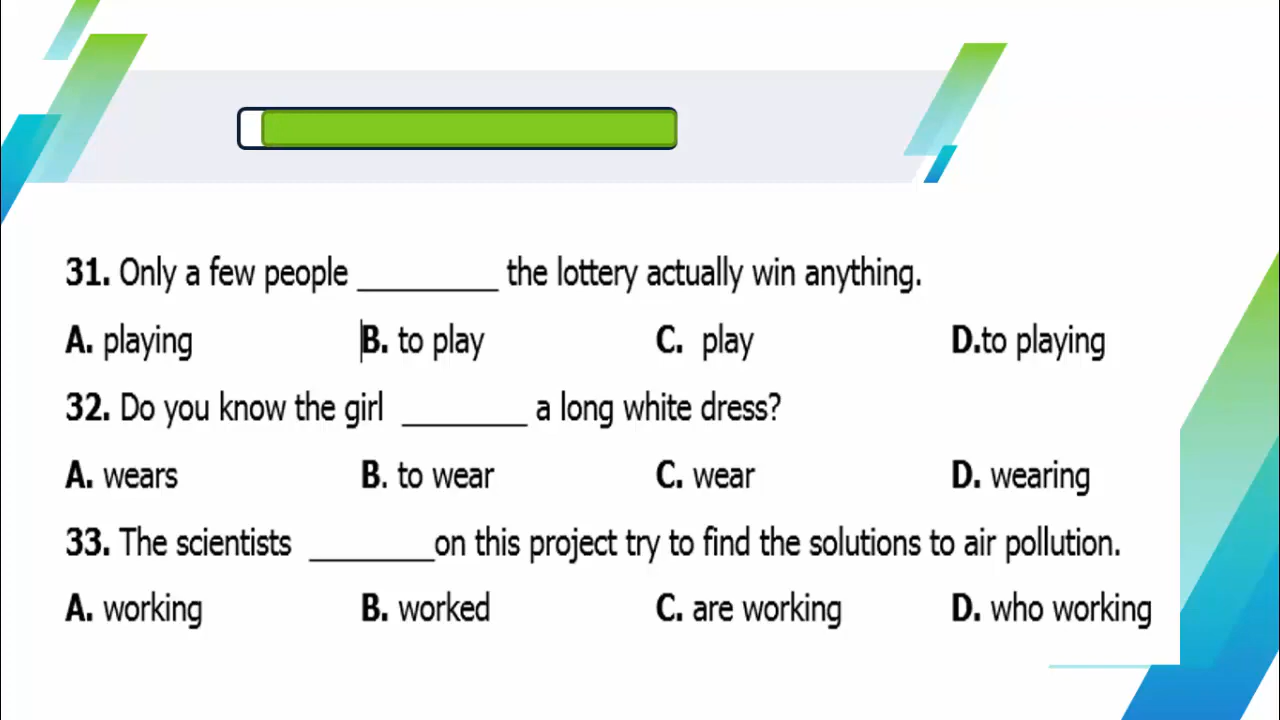 31. Only a few people __________ the lottery actually win anything.
A. playing B. to play C. play D.to playing
32. Do you know the girl _________ a long white dress?
A. wears B. to wear C. wear D. wearing
33. The scientists _________on this project try to find the solutions to air pollution.
A. working B. worked C. are working D. who working